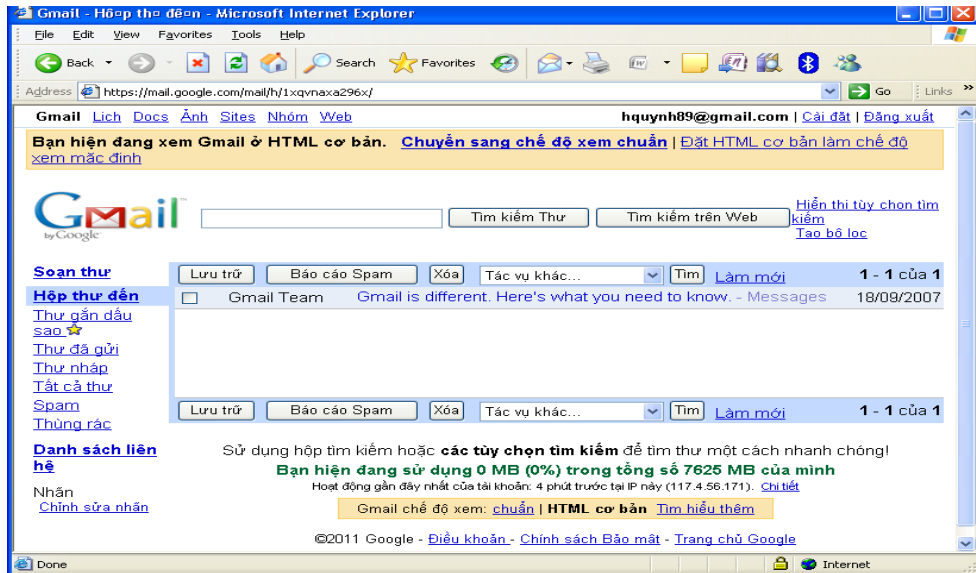 Gmail - Hô¤p th¤ đê¤n - Microsoft Internet Explorer
File Edit View Favorites Tools Help
Back Search Favorites
Address https://mail.google.com/mail/h/1xqvnaxa296x/ Go Links »
Gmail Lịch Docs Ảnh Sites Nhóm Web hquynh89@gmail.com | Cài đặt | Đăng xuất
Bạn hiện đang xem Gmail ở HTML cơ bản. Chuyển sang chế độ xem chuẩn | Đặt HTML cơ bản làm chế độ
xem mặc định
Gmail by Google
Tìm kiếm Thư Tìm kiếm trên Web Hiển thị tùy chọn tìm
kiếm
Tạo bộ lọc
Soạn thư Lưu trữ Báo cáo Spam Xóa Tác vụ khác... Tìm Làm mới 1 - 1 của 1
Hộp thư đến Gmail Team Gmail is different. Here's what you need to know. - Messages 18/09/2007
Thư gắn dấu
sao
Thư đã gửi
Thư nháp
Tất cả thư
Spam
Thùng rác
Lưu trữ Báo cáo Spam Xóa Tác vụ khác... Tìm Làm mới 1 - 1 của 1
Danh sách liên
hệ
Nhãn
Chỉnh sửa nhãn
Sử dụng hộp tìm kiếm hoặc các tùy chọn tìm kiếm để tìm thư một cách nhanh chóng!
Bạn hiện đang sử dụng 0 MB (0%) trong tổng số 7625 MB của mình
Hoạt động gần đây nhất của tài khoản: 4 phút trước tại IP này (117.4.56.171). Chi tiết
Gmail chế độ xem: chuẩn | HTML cơ bản Tìm hiểu thêm
©2011 Google - Điều khoản - Chính sách Bảo mật - Trang chủ Google
Done Internet